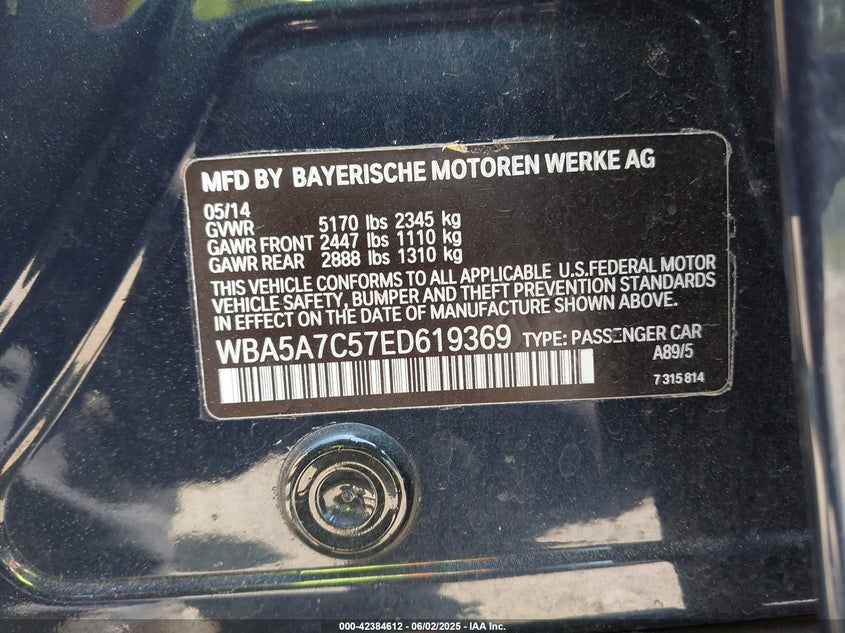 MFD BY BAYERISCHE MOTOREN WERKE AG
05/14
GVWR 5170 lbs 2345 kg
GAWR FRONT 2447 lbs 1110 kg
GAWR REAR 2888 lbs 1310 kg
THIS VEHICLE CONFORMS TO ALL APPLICABLE U.S.FEDERAL MOTOR
VEHICLE SAFETY, BUMPER AND THEFT PREVENTION STANDARDS
IN EFFECT ON THE DATE OF MANUFACTURE SHOWN ABOVE.
WBA5A7C57ED619369 TYPE: PASSENGER CAR
A89/5
7 315 814
000-42384612 - 06/02/2025 - IAA Inc.